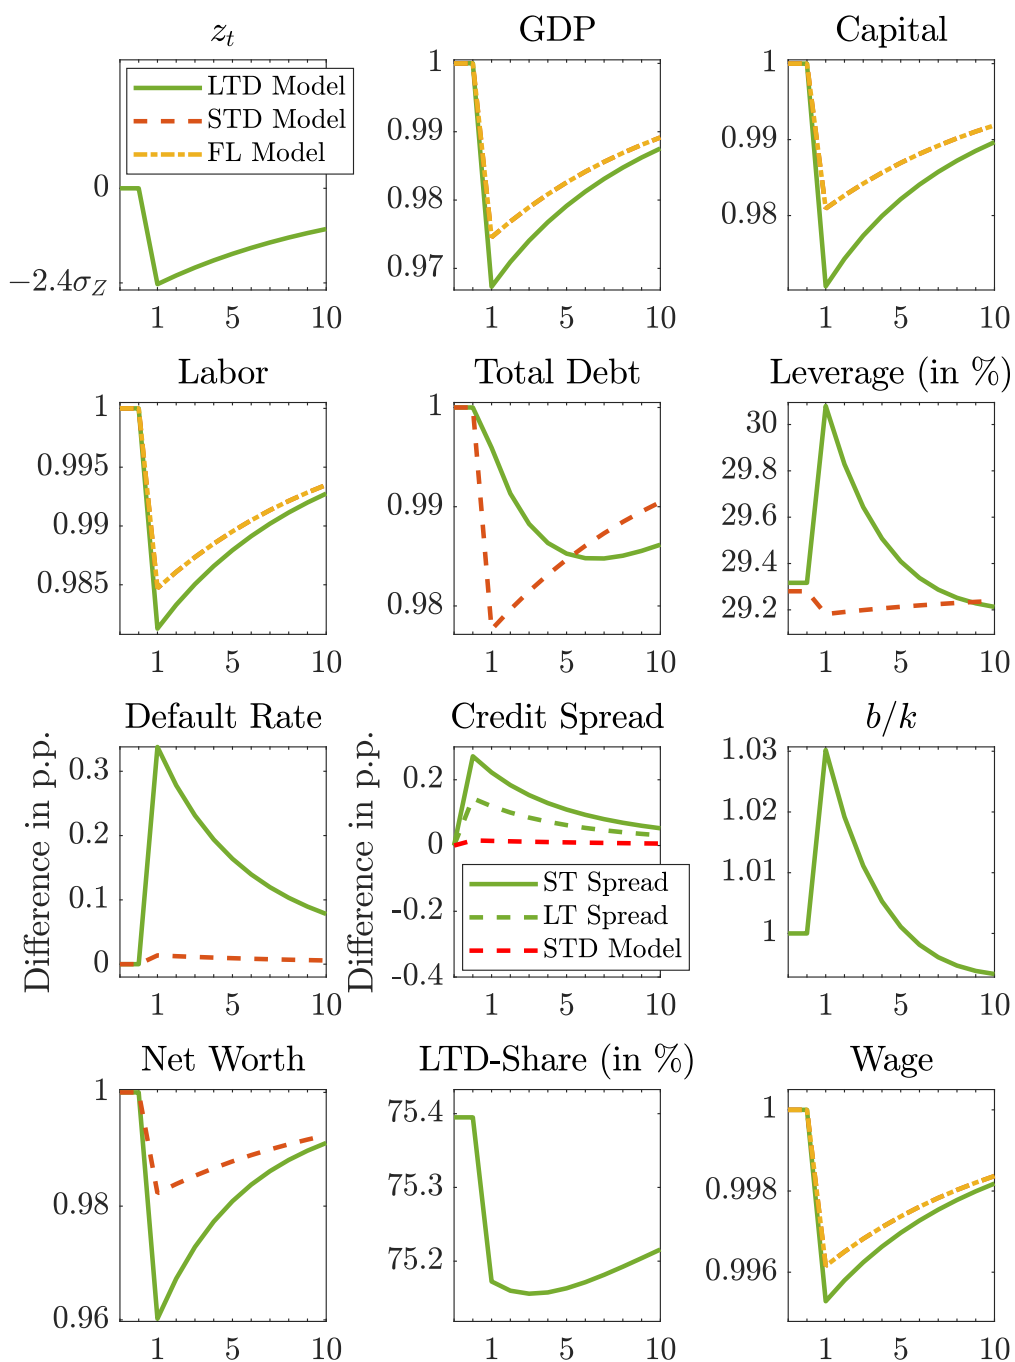 z_t
GDP
Capital
LTD Model
STD Model
FL Model
0
−2.4σ_Z
1 5 10
1
0.99
0.98
0.97
1 5 10
1
0.99
0.98
1 5 10
Labor
Total Debt
Leverage (in %)
1
0.995
0.99
0.985
1 5 10
1
0.99
0.98
1 5 10
30
29.8
29.6
29.4
29.2
1 5 10
Default Rate
Credit Spread
b/k
Difference in p.p.
0.3
0.2
0.1
0
1 5 10
Difference in p.p.
0.2
0
-0.2
-0.4
ST Spread
LT Spread
STD Model
1 5 10
1.03
1.02
1.01
1
1 5 10
Net Worth
LTD-Share (in %)
Wage
1
0.98
0.96
1 5 10
75.4
75.3
75.2
1 5 10
1
0.998
0.996
1 5 10